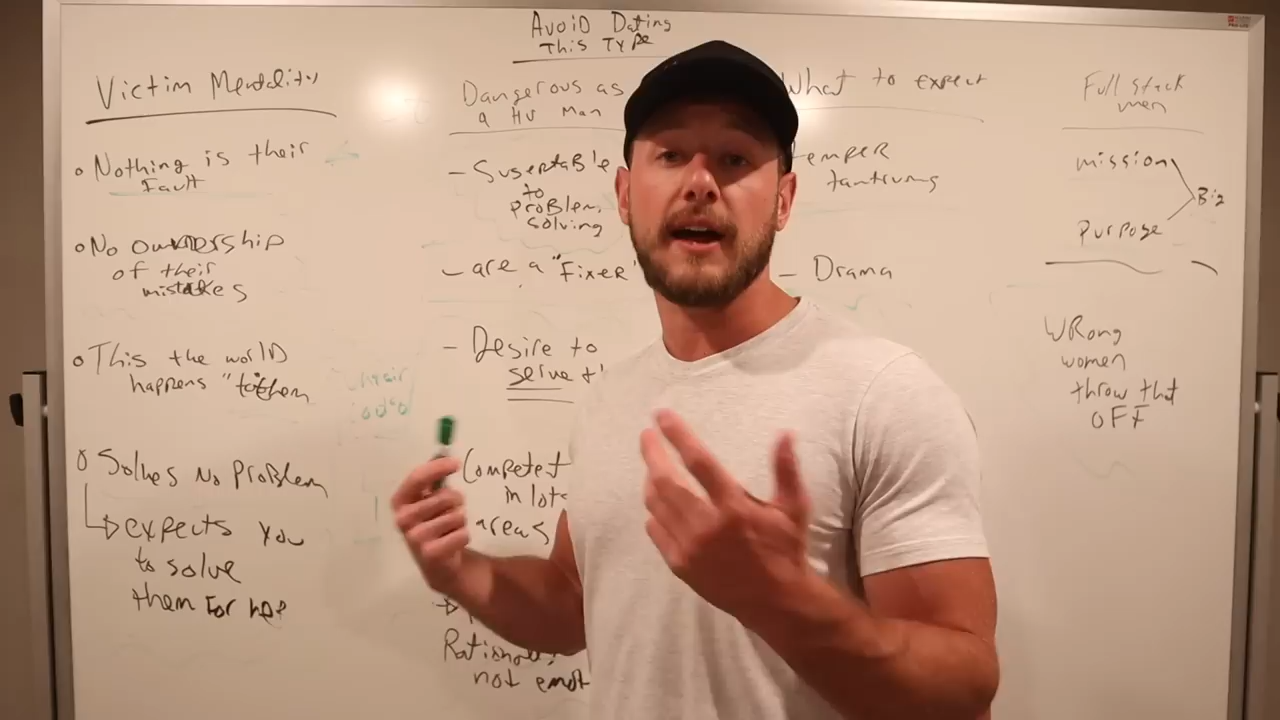 Avoid Dating
This Type
Victim Mentality
• Nothing is their
Fault
• No ownership
of their
mistakes
• This the world
happens "to them
• Solves No Problem
expects you
to solve
them For her
Dangerous as
a HV Man
- Suseptable
to
problem
solving
- are a "Fixer"
- Desire to
serve
Competent
in lots
areas
Rational,
not emot
What to expect
Temper
tantrums
- Drama
Full stack
men
mission
Big
Purpose
Wrong
women
throw that
OFF